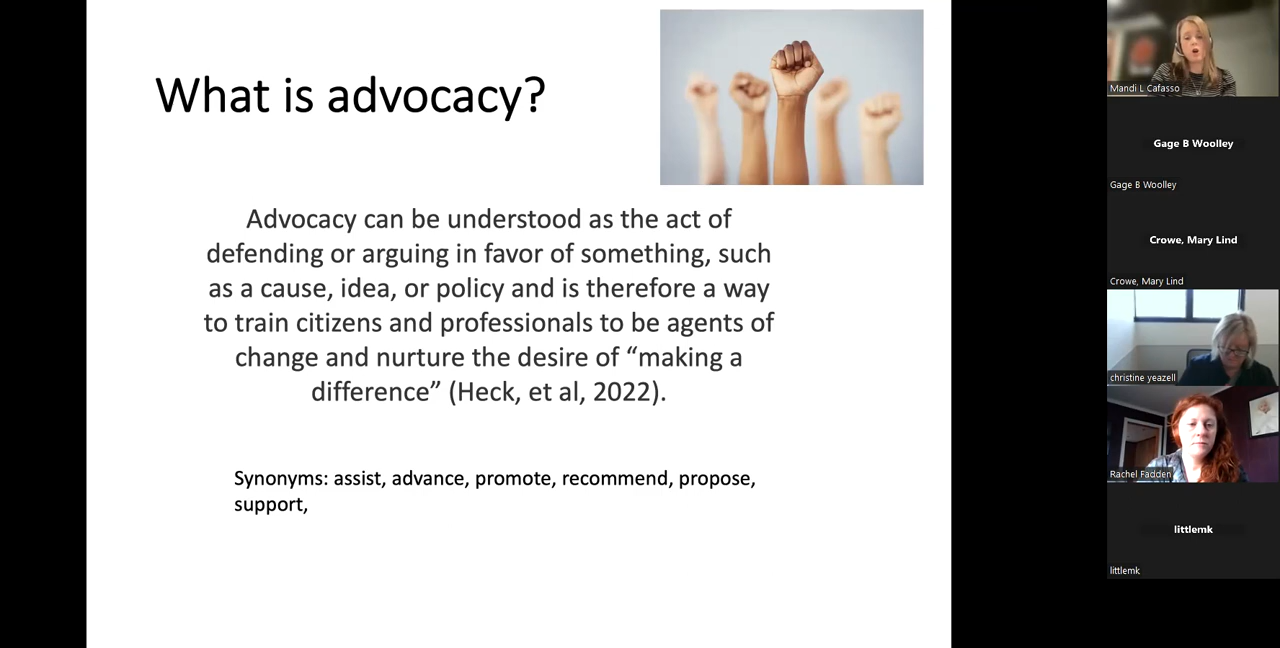 What is advocacy?
Advocacy can be understood as the act of
defending or arguing in favor of something, such
as a cause, idea, or policy and is therefore a way
to train citizens and professionals to be agents of
change and nurture the desire of “making a
difference” (Heck, et al, 2022).
Synonyms: assist, advance, promote, recommend, propose,
support,
Mandi L Cafasso
Gage B Woolley
Gage B Woolley
Crowe, Mary Lind
Crowe, Mary Lind
christine yeazell
Rachel Fadden
littlemk
littlemk